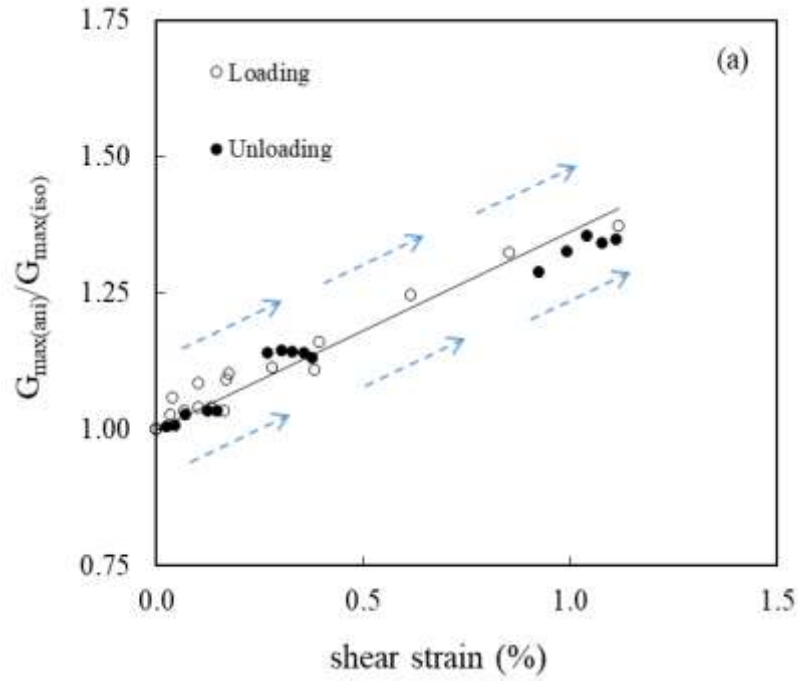 1.75
(a)
Loading
1.50
Unloading
Gmax(ani)/Gmax(iso)
1.25
1.00
0.75
0.0 0.5 1.0 1.5
shear strain (%)